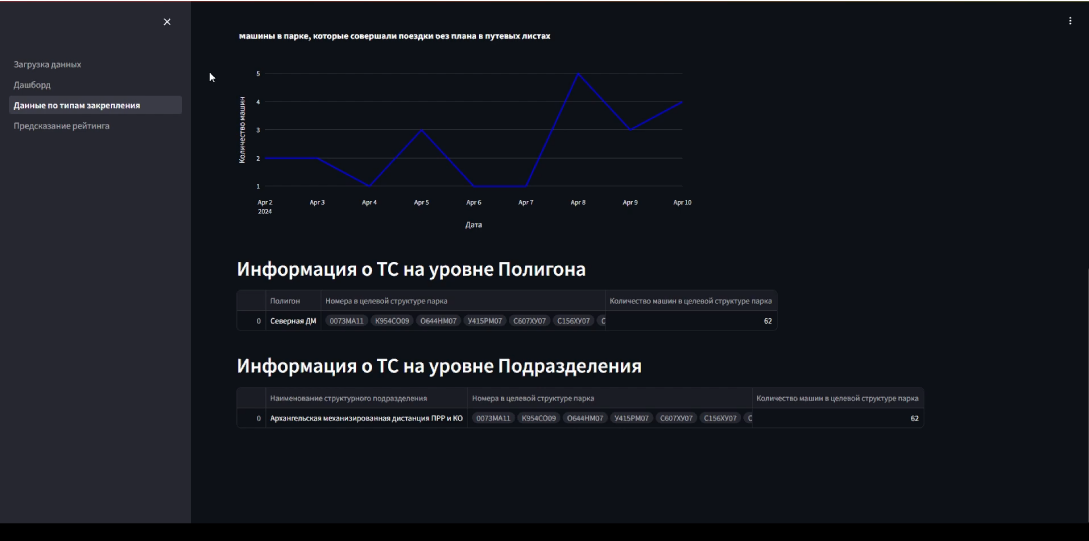 Загрузка данных
Дашборд
Данные по типам закрепления
Предсказание рейтинга
машины в парке, которые совершали поездки без плана в путевых листах
Количество машин
5
4
3
2
1
Apr 2 Apr 3 Apr 4 Apr 5 Apr 6 Apr 7 Apr 8 Apr 9 Apr 10
2024
Дата
Информация о ТС на уровне Полигона
Полигон Номера в целевой структуре парка Количество машин в целевой структуре парка
0 Северная ДМ 0073МА11 К954СО09 О644НМ07 У415РМ07 С607ХУ07 С156ХУ07 С 62
Информация о ТС на уровне Подразделения
Наименование структурного подразделения Номера в целевой структуре парка Количество машин в целевой структуре парка
0 Архангельская механизированная дистанция ПРР и КО 0073МА11 К954СО09 О644НМ07 У415РМ07 С607ХУ07 С156ХУ07 С 62